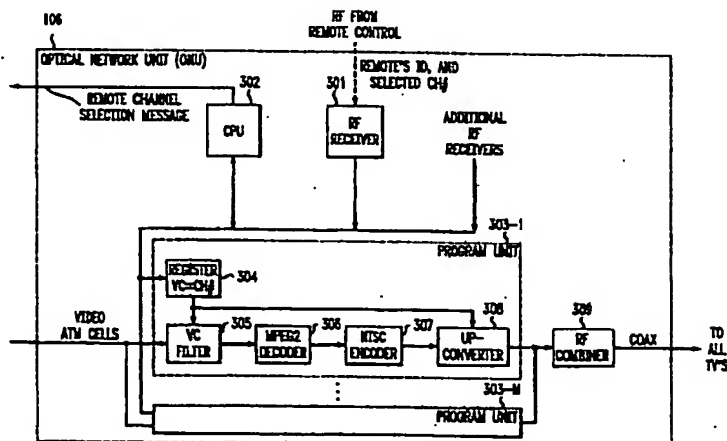 RF FROM
REMOTE CONTROL
106
OPTICAL NETWORK UNIT (ONU)
302
301
REMOTE'S ID, AND
SELECTED CH#
REMOTE CHANNEL
SELECTION MESSAGE
CPU
RF
RECEIVER
ADDITIONAL
RF
RECEIVERS
303-1
PROGRAM UNIT
REGISTER
VC=CH#
304
308
309
VIDEO
ATM CELLS
VC
FILTER
305
MPEG2
DECODER
306
NTSC
ENCODER
307
UP-
CONVERTER
RF
COMBINER
COAX
TO
ALL
TV'S
303-M
PROGRAM UNIT